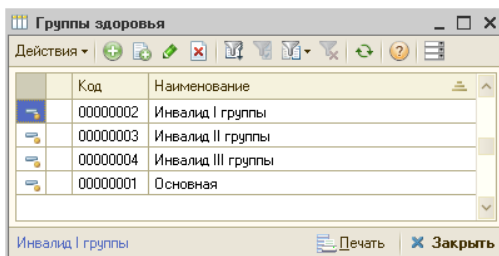 Группы здоровья
Действия
Код Наименование
00000002 Инвалид I группы
00000003 Инвалид II группы
00000004 Инвалид III группы
00000001 Основная
Инвалид I группы Печать Закрыть